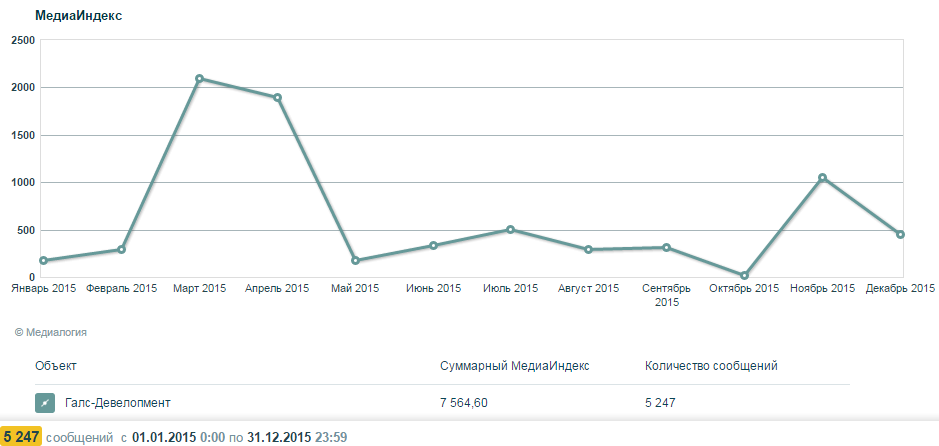 МедиаИндекс
2500
2000
1500
1000
500
0
Январь 2015 Февраль 2015 Март 2015 Апрель 2015 Май 2015 Июнь 2015 Июль 2015 Август 2015 Сентябрь 2015 Октябрь 2015 Ноябрь 2015 Декабрь 2015
© Медиалогия
Объект Суммарный МедиаИндекс Количество сообщений
Галс-Девелопмент 7 564,60 5 247
5 247 сообщений с 01.01.2015 0:00 по 31.12.2015 23:59